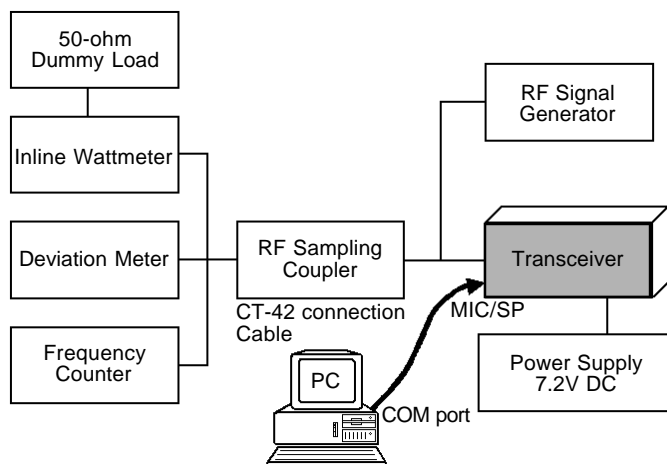 50-ohm
Dummy Load
RF Signal
Generator
Inline Wattmeter
Deviation Meter
RF Sampling
Coupler
Transceiver
CT-42 connection
Cable
MIC/SP
Frequency
Counter
PC
COM port
Power Supply
7.2V DC